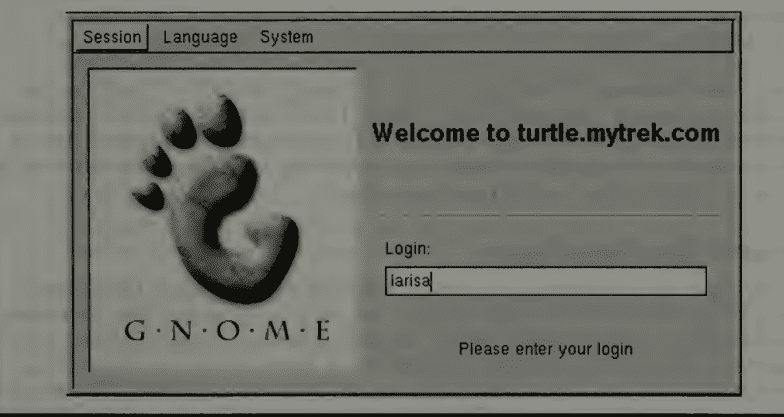 Session Language System
Welcome to turtle.mytrek.com
Login:
larisa
Please enter your login
G·N·O·M·E